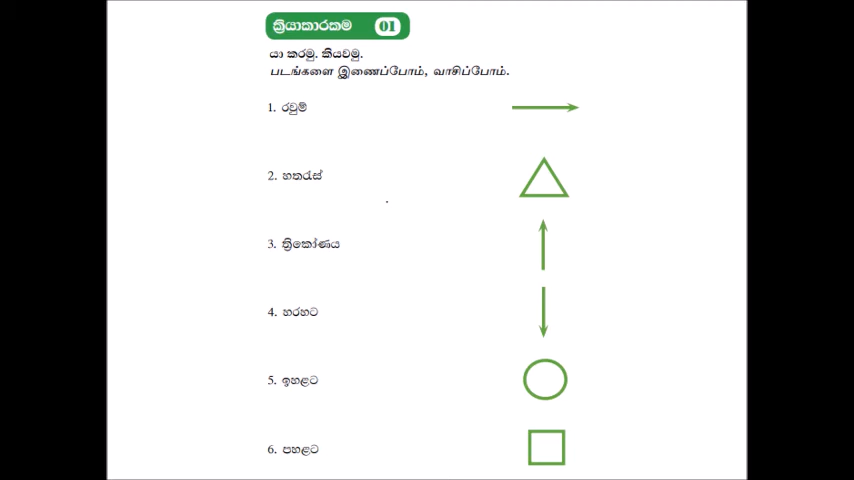 ක්‍රියාකාරකම 01
යා කරමු. කියවමු.
படங்களை இணைப்போம், வாசிப்போம்.
1. රවුම්
2. හතරැස්
3. ත්‍රිකෝණය
4. හරහට
5. ඉහළට
6. පහළට